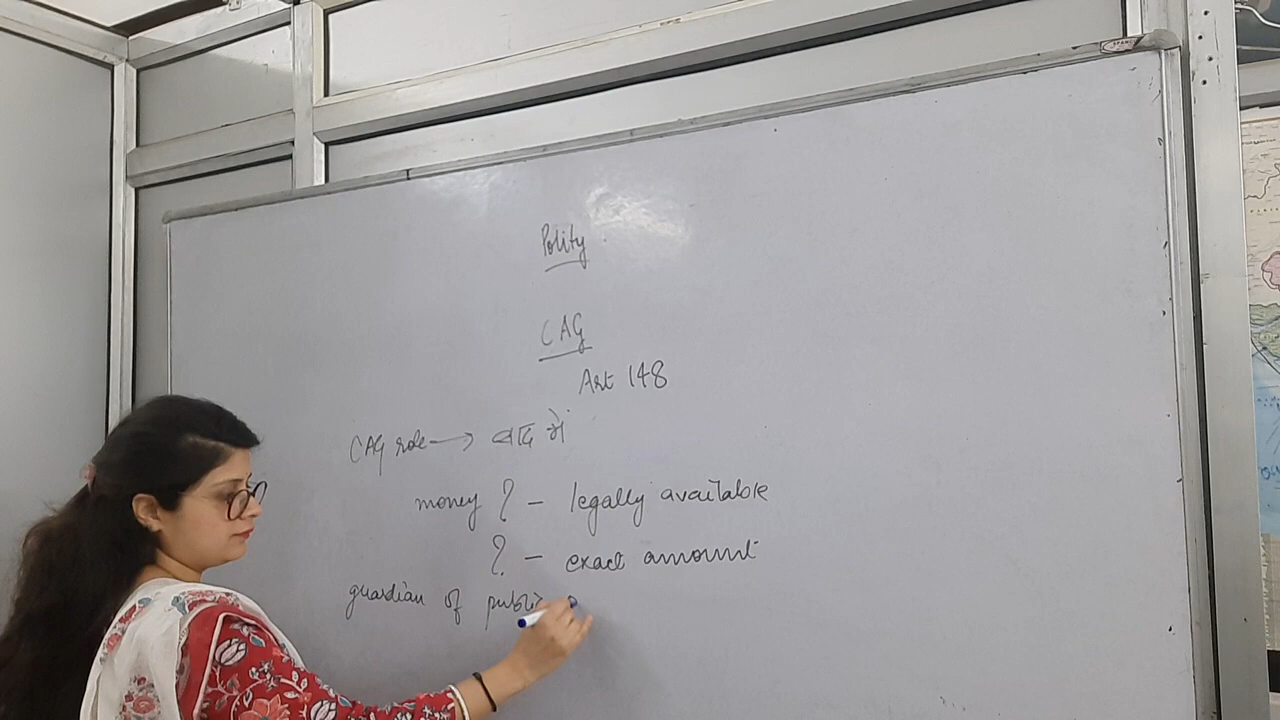 Polity
CAG
Art 148
CAG role → बाद में
money ? - legally available
? - exact amount
guardian of public